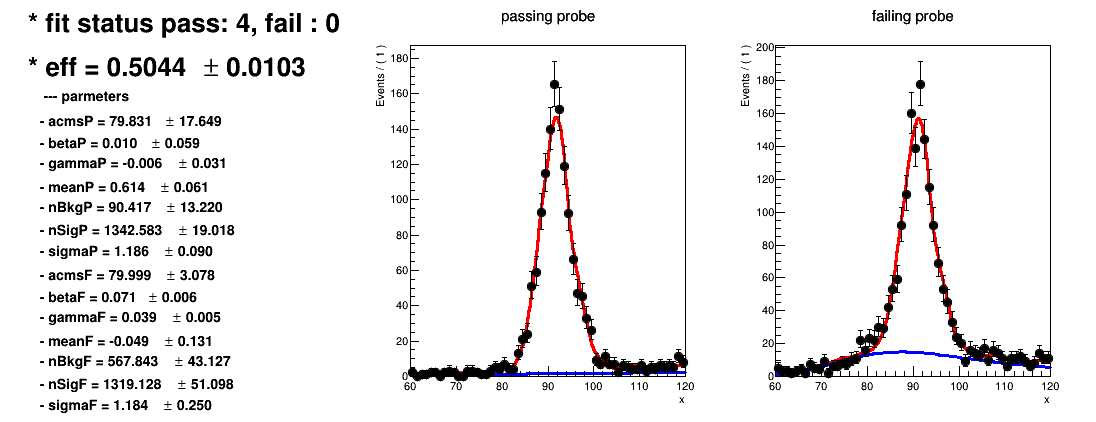 * fit status pass: 4, fail : 0
* eff = 0.5044 ± 0.0103
--- parmeters
- acmsP = 79.831 ± 17.649
- betaP = 0.010 ± 0.059
- gammaP = -0.006 ± 0.031
- meanP = 0.614 ± 0.061
- nBkgP = 90.417 ± 13.220
- nSigP = 1342.583 ± 19.018
- sigmaP = 1.186 ± 0.090
- acmsF = 79.999 ± 3.078
- betaF = 0.071 ± 0.006
- gammaF = 0.039 ± 0.005
- meanF = -0.049 ± 0.131
- nBkgF = 567.843 ± 43.127
- nSigF = 1319.128 ± 51.098
- sigmaF = 1.184 ± 0.250
passing probe
Events / ( 1 )
180
160
140
120
100
80
60
40
20
0
60 70 80 90 100 110 120
x
failing probe
Events / ( 1 )
200
180
160
140
120
100
80
60
40
20
0
60 70 80 90 100 110 120
x